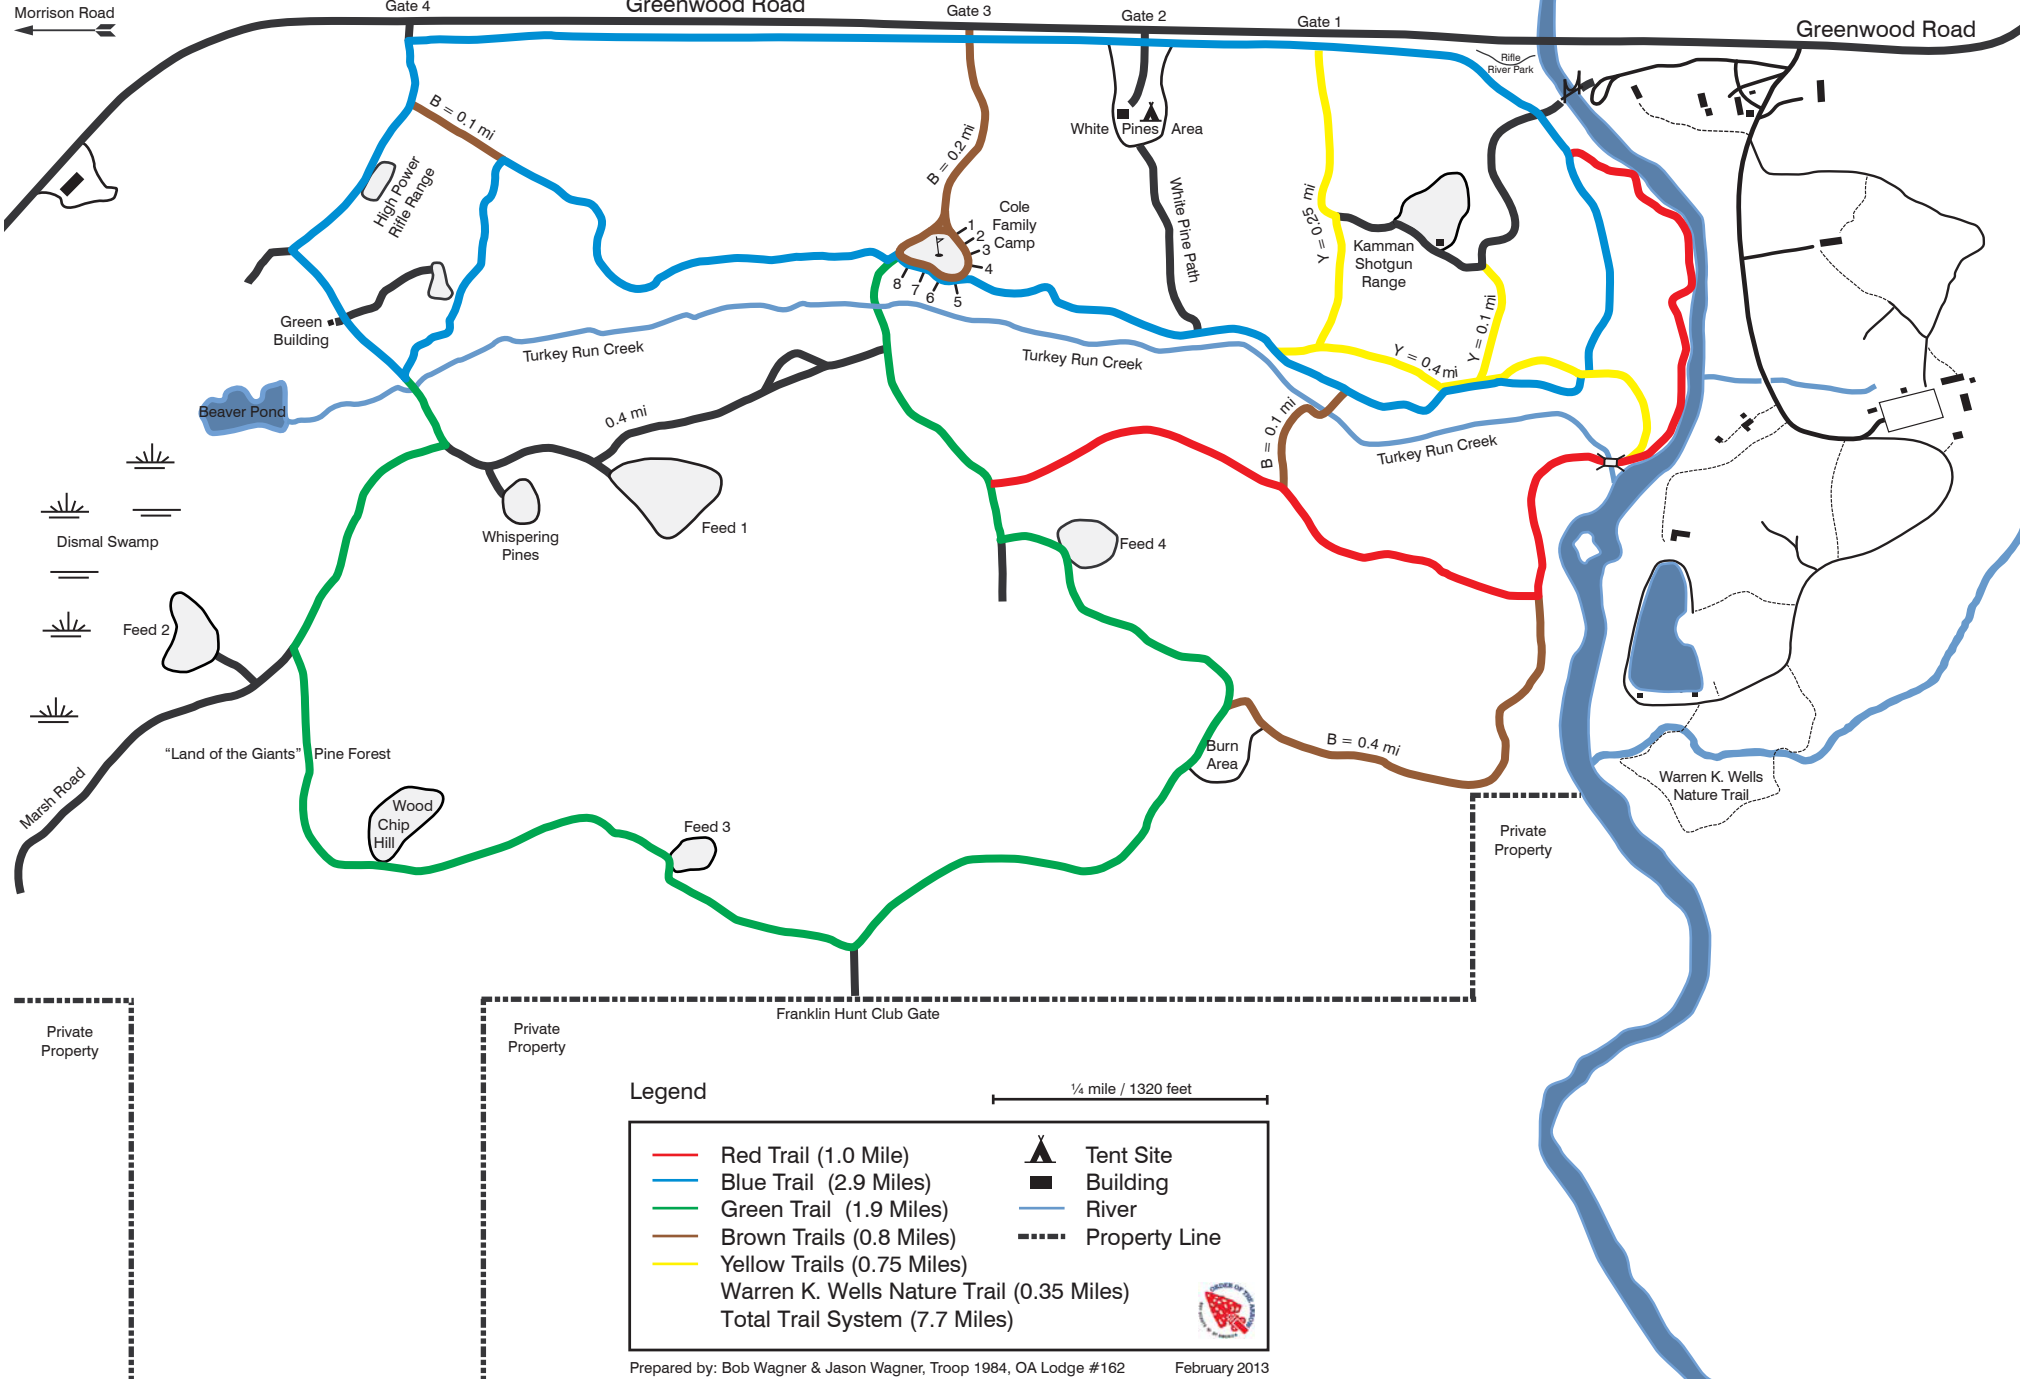 Morrison Road
Gate 4
Greenwood Road
Gate 3
Gate 2
Gate 1
Greenwood Road
Rifle
River Park
B = 0.1 mi
B = 0.2 mi
White Pines Area
High Power
Rifle Range
White Pine Path
Y = 0.25 mi
Cole
Family
Camp
1
2
3
4
5
6
7
8
Kamman
Shotgun
Range
Green
Building
Turkey Run Creek
Turkey Run Creek
Y = 0.4 mi
Y = 0.1 mi
Beaver Pond
0.4 mi
B = 0.1 mi
Turkey Run Creek
Dismal Swamp
Whispering
Pines
Feed 1
Feed 4
Feed 2
"Land of the Giants" Pine Forest
Burn
Area
B = 0.4 mi
Marsh Road
Wood
Chip
Hill
Feed 3
Warren K. Wells
Nature Trail
Private
Property
Private
Property
Private
Property
Franklin Hunt Club Gate
Legend
¼ mile / 1320 feet
Red Trail (1.0 Mile)
Blue Trail (2.9 Miles)
Green Trail (1.9 Miles)
Brown Trails (0.8 Miles)
Yellow Trails (0.75 Miles)
Warren K. Wells Nature Trail (0.35 Miles)
Total Trail System (7.7 Miles)
Tent Site
Building
River
Property Line
ORDER OF THE ARROW
Prepared by: Bob Wagner & Jason Wagner, Troop 1984, OA Lodge #162
February 2013